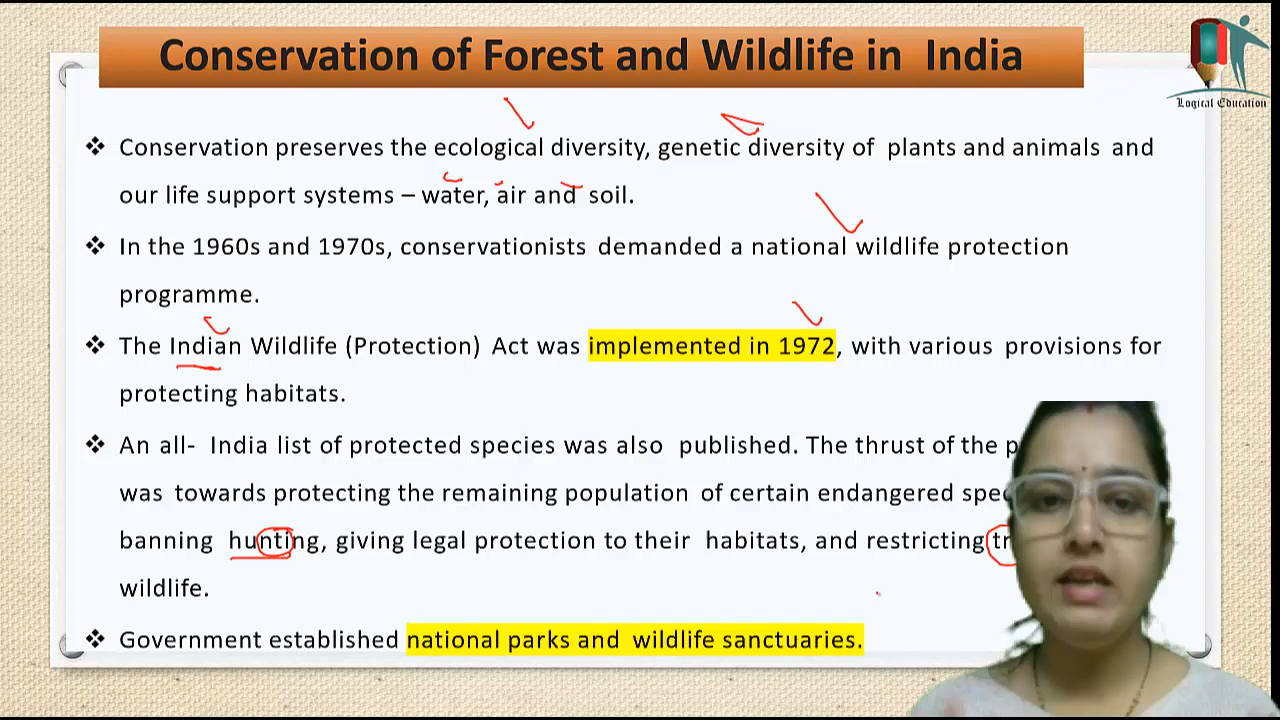 Conservation of Forest and Wildlife in India
Logical Education
❖ Conservation preserves the ecological diversity, genetic diversity of plants and animals and
our life support systems – water, air and soil.
❖ In the 1960s and 1970s, conservationists demanded a national wildlife protection
programme.
❖ The Indian Wildlife (Protection) Act was implemented in 1972, with various provisions for
protecting habitats.
❖ An all- India list of protected species was also published. The thrust of the
was towards protecting the remaining population of certain endangered
banning hunting, giving legal protection to their habitats, and restricting
wildlife.
❖ Government established national parks and wildlife sanctuaries.